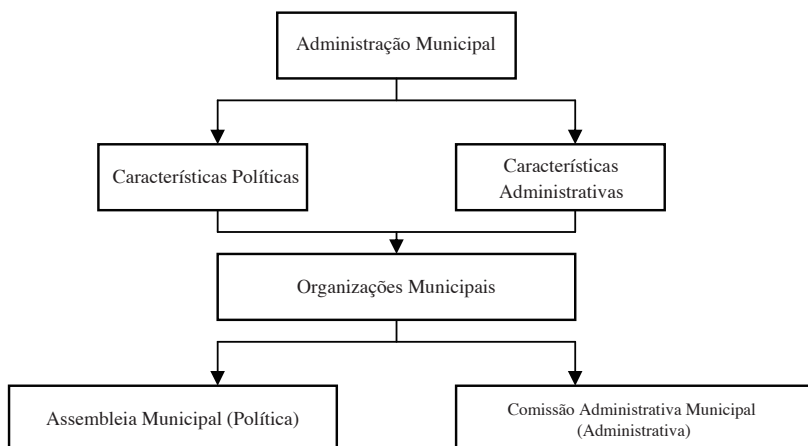 Administração Municipal
Características Políticas
Características
Administrativas
Organizações Municipais
Assembleia Municipal (Política)
Comissão Administrativa Municipal
(Administrativa)